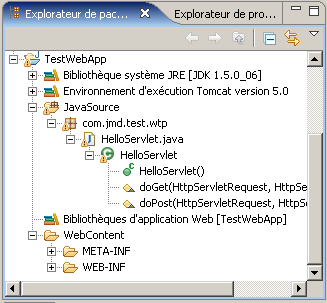 Explorateur de pac...
Explorateur de pro...
TestWebApp
Bibliothèque système JRE [JDK 1.5.0_06]
Environnement d'exécution Tomcat version 5.0
JavaSource
com.jmd.test.wtp
HelloServlet.java
HelloServlet
HelloServlet()
doGet(HttpServletRequest, HttpSe
doPost(HttpServletRequest, HttpS
Bibliothèques d'application Web [TestWebApp]
WebContent
META-INF
WEB-INF